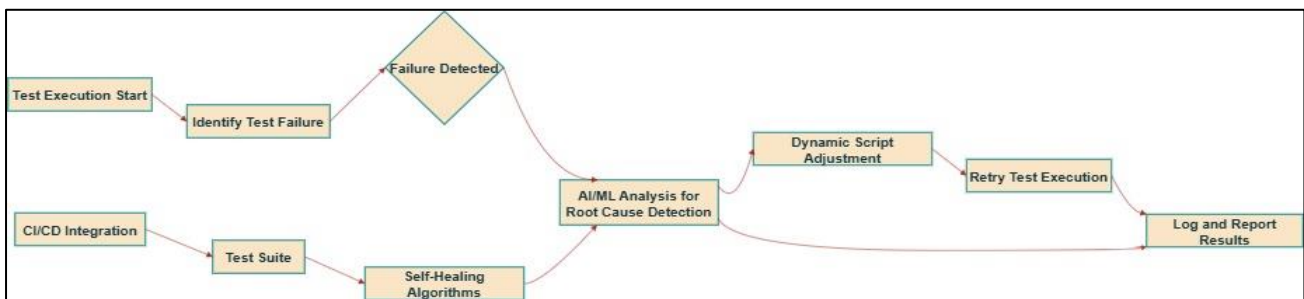 Test Execution Start
Identify Test Failure
Failure Detected
CI/CD Integration
Test Suite
Self-Healing
Algorithms
AI/ML Analysis for
Root Cause Detection
Dynamic Script
Adjustment
Retry Test Execution
Log and Report
Results